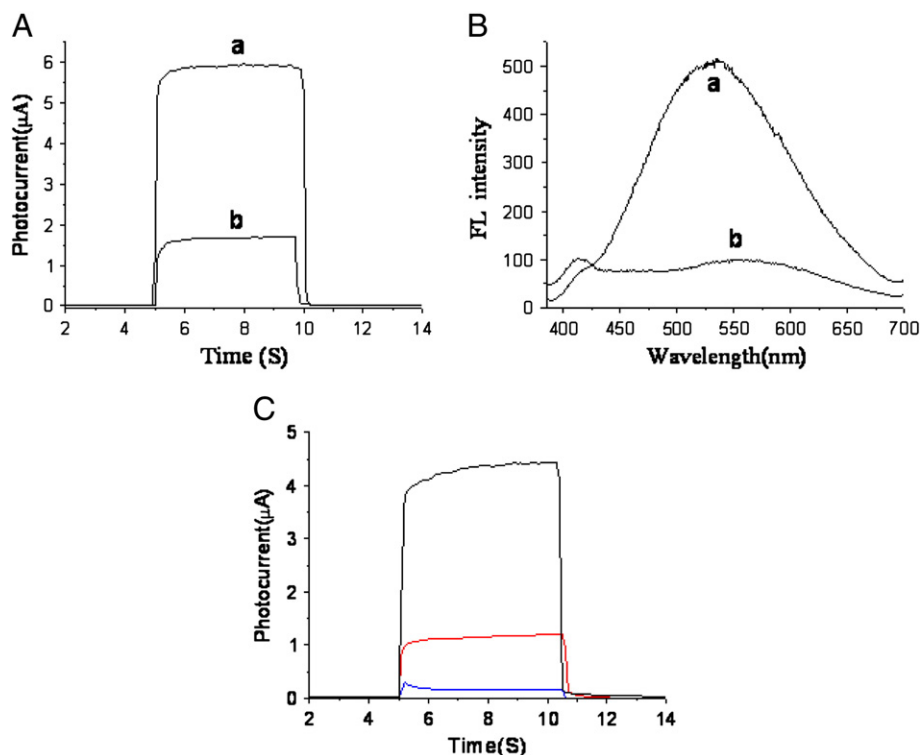 A
a
b
Photocurrent(μA)
6
5
4
3
2
1
0
2 4 6 8 10 12 14
Time (S)
B
a
b
FL intensity
500
400
300
200
100
0
400 450 500 550 600 650 700
Wavelength(nm)
C
Photocurrent(μA)
5
4
3
2
1
0
2 4 6 8 10 12 14
Time(S)